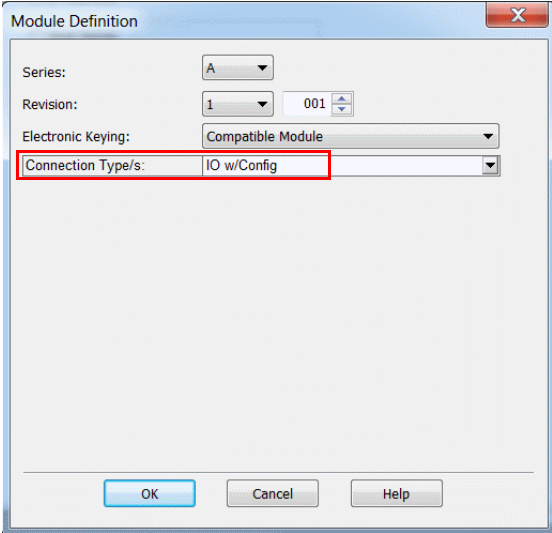 Module Definition
Series: A
Revision: 1 001
Electronic Keying: Compatible Module
Connection Type/s: IO w/Config
OK Cancel Help